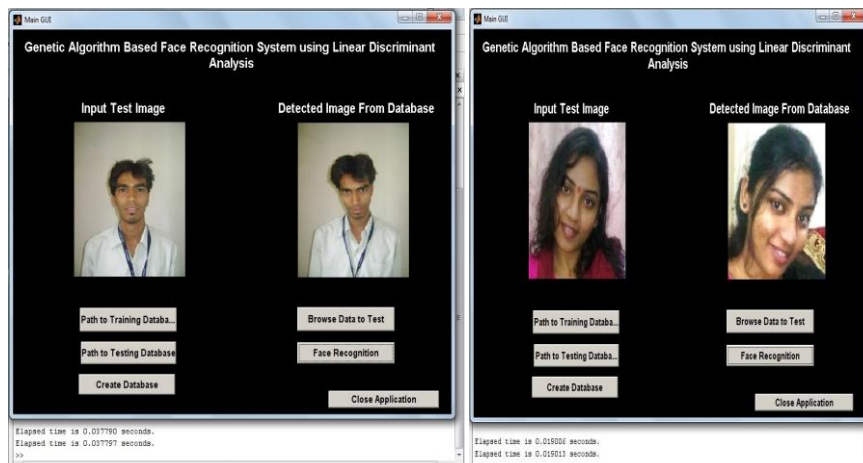 Main GUI
Genetic Algorithm Based Face Recognition System using Linear Discriminant
Analysis
Input Test Image
Detected Image From Database
Path to Training Databa...
Browse Data to Test
Path to Testing Database
Face Recognition
Create Database
Close Application
Elapsed time is 0.037790 seconds.
Elapsed time is 0.037797 seconds.
>>
Main GUI
Genetic Algorithm Based Face Recognition System using Linear Discriminant
Analysis
Input Test Image
Detected Image From Database
Path to Training Databa...
Browse Data to Test
Path to Testing Databa...
Face Recognition
Create Database
Close Application
Elapsed time is 0.019006 seconds.
Elapsed time is 0.019013 seconds.